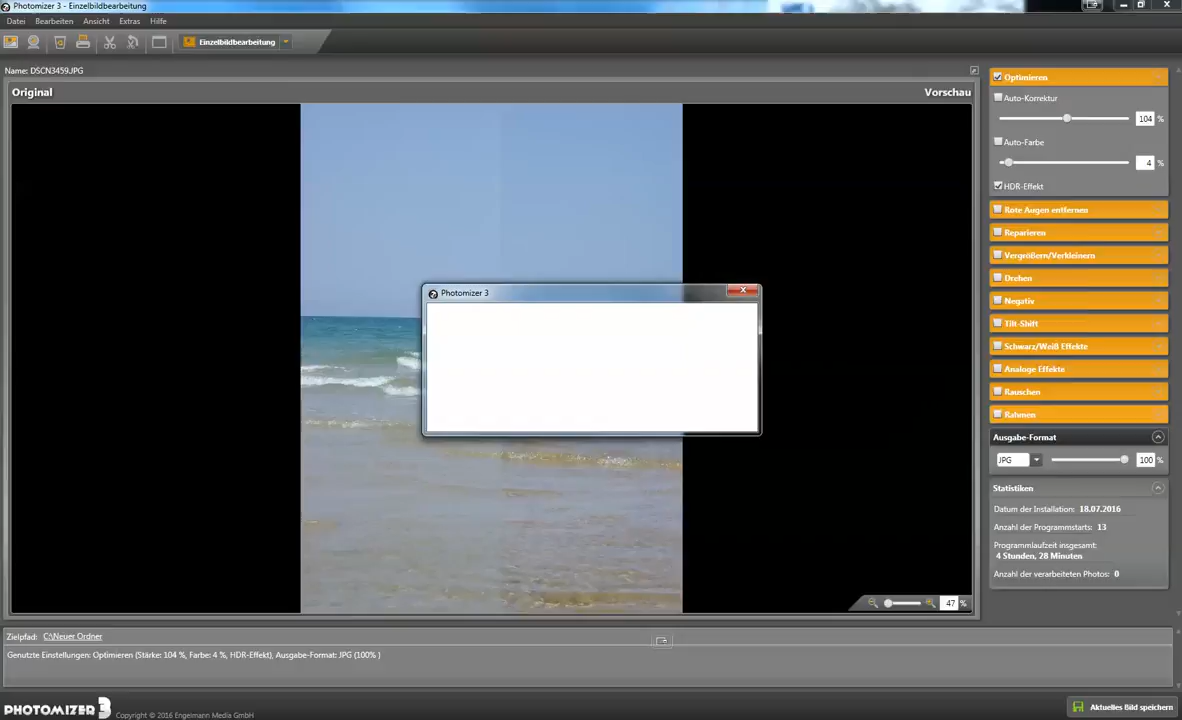 Photomizer 3 - Einzelbildbearbeitung
Datei Bearbeiten Ansicht Extras Hilfe
Einzelbildbearbeitung
Name: DSCN3459.JPG
Original
Vorschau
Optimieren
Auto-Korrektur
104 %
Auto-Farbe
4 %
HDR-Effekt
Rote Augen entfernen
Reparieren
Vergrößern/Verkleinern
Drehen
Negativ
Tilt-Shift
Schwarz/Weiß Effekte
Analoge Effekte
Rauschen
Rahmen
Ausgabe-Format
JPG 100 %
Statistiken
Datum der Installation: 18.07.2016
Anzahl der Programmstarts: 13
Programmlaufzeit insgesamt:
4 Stunden, 28 Minuten
Anzahl der verarbeiteten Photos: 0
Photomizer 3
47 %
Zielpfad: C:\Neuer Ordner
Genutzte Einstellungen: Optimieren (Stärke: 104 %, Farbe: 4 %, HDR-Effekt), Ausgabe-Format: JPG (100% )
PHOTOMIZER 3 Copyright © 2016 Engelmann Media GmbH
Aktuelles Bild speichern